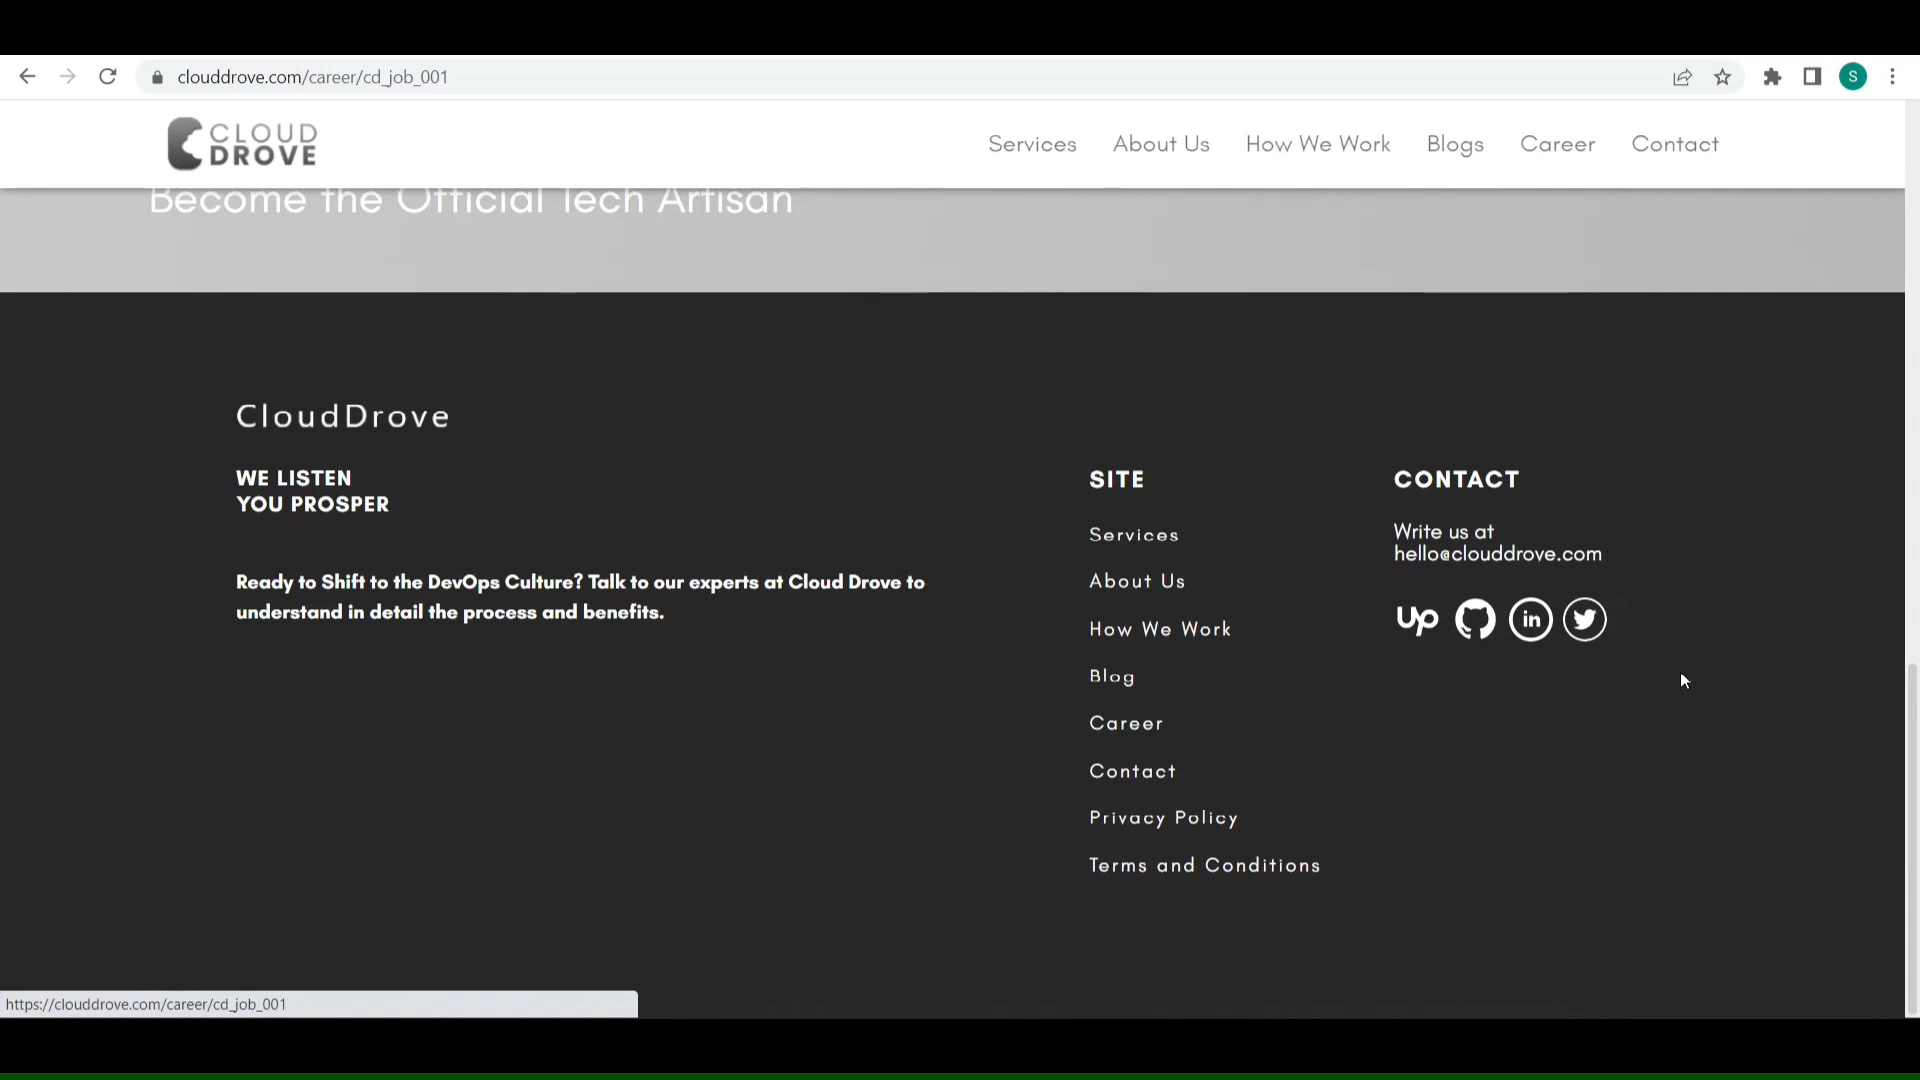 clouddrove.com/career/cd_job_001
S
CLOUD
DROVE
Services
About Us
How We Work
Blogs
Career
Contact
Become the Official Tech Artisan
CloudDrove
WE LISTEN
YOU PROSPER
Ready to Shift to the DevOps Culture? Talk to our experts at Cloud Drove to
understand in detail the process and benefits.
SITE
Services
About Us
How We Work
Blog
Career
Contact
Privacy Policy
Terms and Conditions
CONTACT
Write us at
hello@clouddrove.com
up
in
https://clouddrove.com/career/cd_job_001